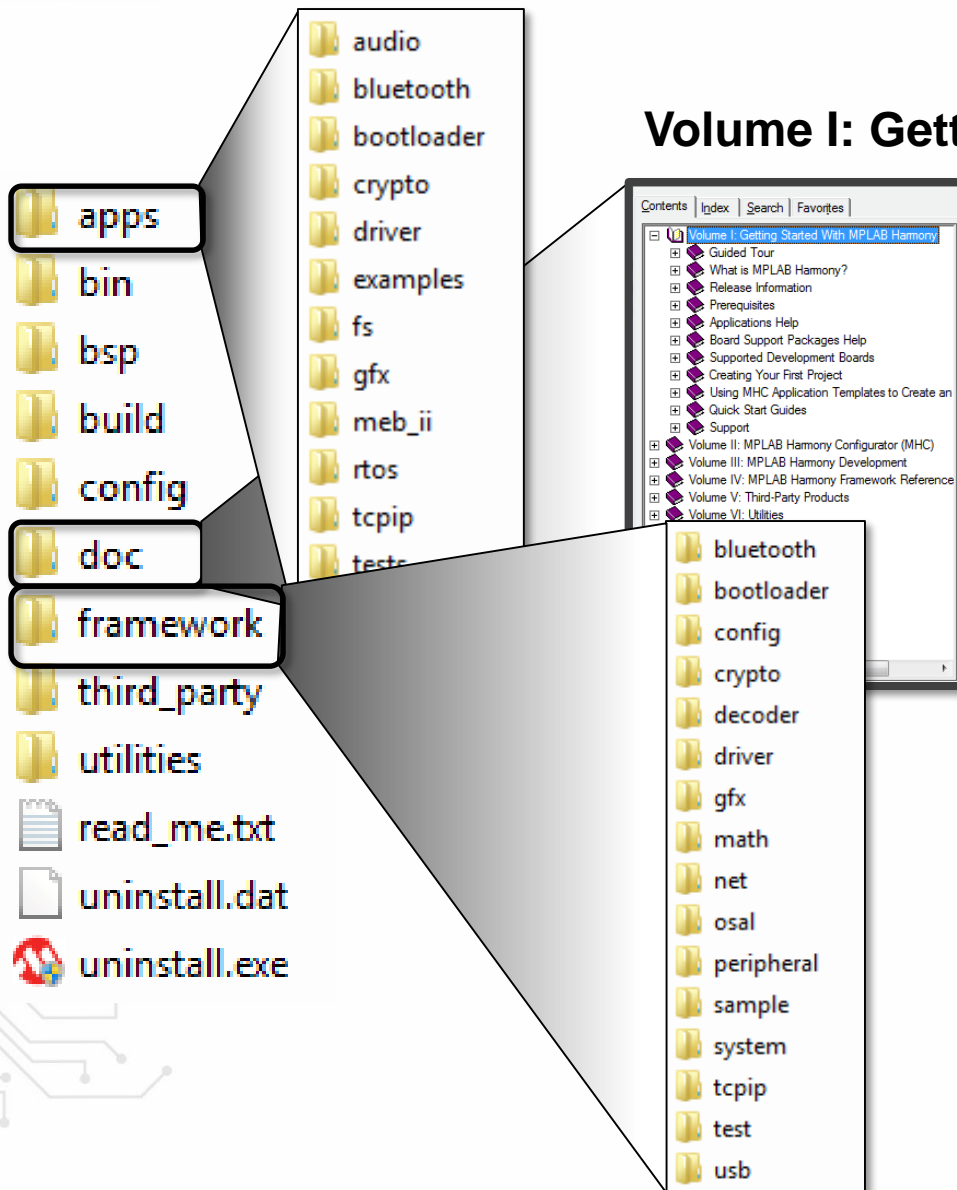 apps
bin
bsp
build
config
doc
framework
third_party
utilities
read_me.txt
uninstall.dat
uninstall.exe
audio
bluetooth
bootloader
crypto
driver
examples
fs
gfx
meb_ii
rtos
tcpip
tests
Volume I: Gett
Contents Index Search Favorites
Volume I: Getting Started With MPLAB Harmony
Guided Tour
What is MPLAB Harmony?
Release Information
Prerequisites
Applications Help
Board Support Packages Help
Supported Development Boards
Creating Your First Project
Using MHC Application Templates to Create an
Quick Start Guides
Support
Volume II: MPLAB Harmony Configurator (MHC)
Volume III: MPLAB Harmony Development
Volume IV: MPLAB Harmony Framework Reference
Volume V: Third-Party Products
Volume VI: Utilities
bluetooth
bootloader
config
crypto
decoder
driver
gfx
math
net
osal
peripheral
sample
system
tcpip
test
usb